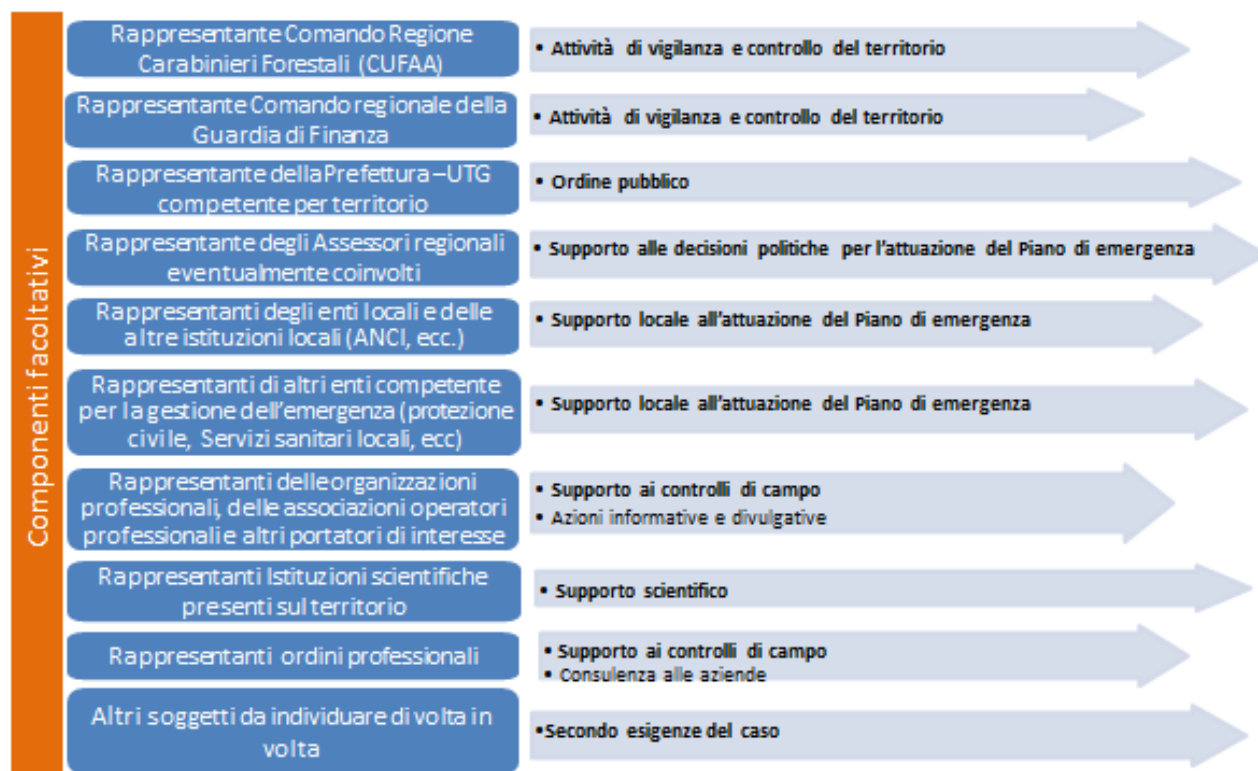 Componenti facoltativi
Rappresentante Comando Regione
Carabinieri Forestali (CUFAA)
• Attività di vigilanza e controllo del territorio
Rappresentante Comando regionale della
Guardia di Finanza
• Attività di vigilanza e controllo del territorio
Rappresentante della Prefettura – UTG
competente per territorio
• Ordine pubblico
Rappresentante degli Assessori regionali
eventualmente coinvolti
• Supporto alle decisioni politiche per l'attuazione del Piano di emergenza
Rappresentanti degli enti locali e delle
altre istituzioni locali (ANCI, ecc.)
• Supporto locale all'attuazione del Piano di emergenza
Rappresentanti di altri enti competente
per la gestione dell'emergenza (protezione
civile, Servizi sanitari locali, ecc)
• Supporto locale all'attuazione del Piano di emergenza
Rappresentanti delle organizzazioni
professionali, delle associazioni operatori
professionali e altri portatori di interesse
• Supporto ai controlli di campo
• Azioni informative e divulgative
Rappresentanti Istituzioni scientifiche
presenti sul territorio
• Supporto scientifico
Rappresentanti ordini professionali
• Supporto ai controlli di campo
• Consulenza alle aziende
Altri soggetti da individuare di volta in
volta
•Secondo esigenze del caso